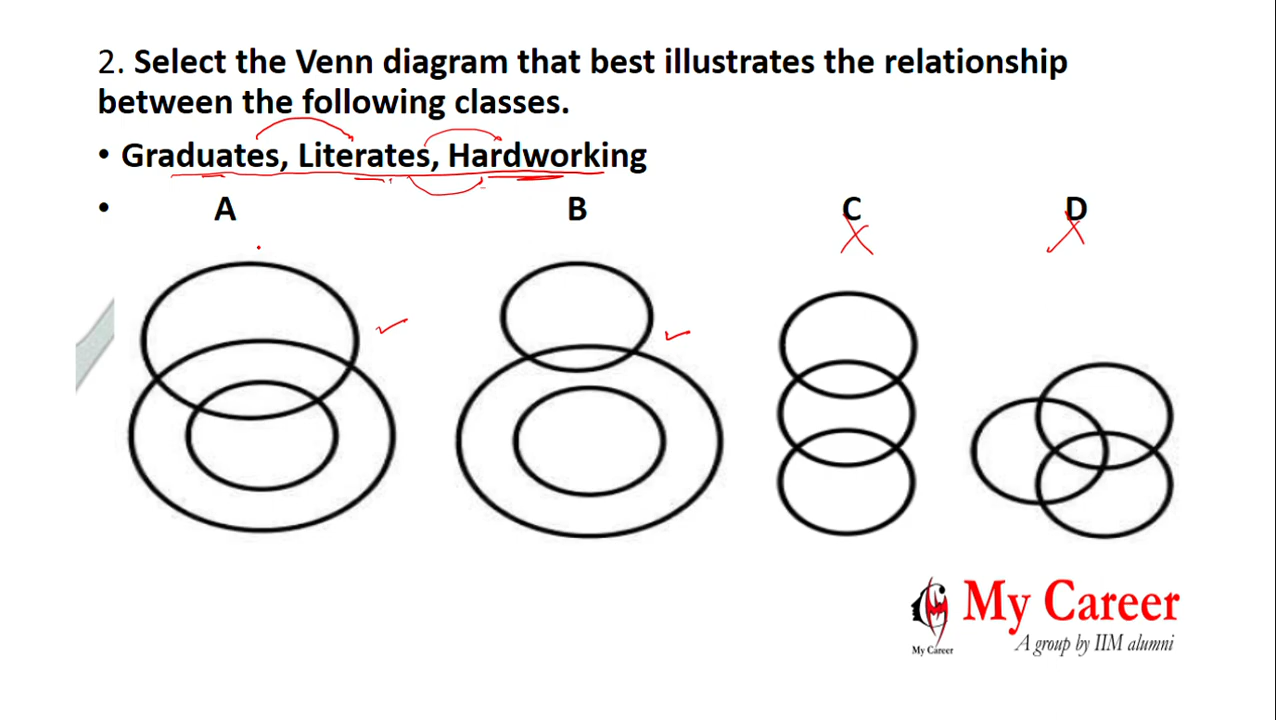 2. Select the Venn diagram that best illustrates the relationship
between the following classes.
• Graduates, Literates, Hardworking
• A B C D
My Career
A group by IIM alumni
My Career